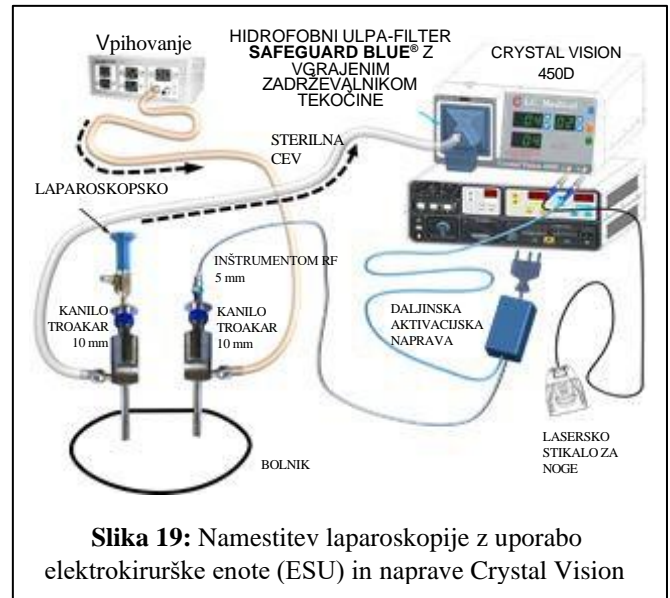 Vpihovanje
HIDROFOBNI ULPA-FILTER
SAFEGUARD BLUE® Z
VGRAJENIM
ZADRŽEVALNIKOM
TEKOČINE
CRYSTAL VISION
450D
STERILNA
CEV
LAPAROSKOPSKO
INŠTRUMENTOM RF
5 mm
KANILO
TROAKAR
10 mm
KANILO
TROAKAR
10 mm
DALJINSKA
AKTIVACIJSKA
NAPRAVA
BOLNIK
LASERSKO
STIKALO ZA
NOGE
Slika 19: Namestitev laparoskopije z uporabo
elektrokirurške enote (ESU) in naprave Crystal Vision